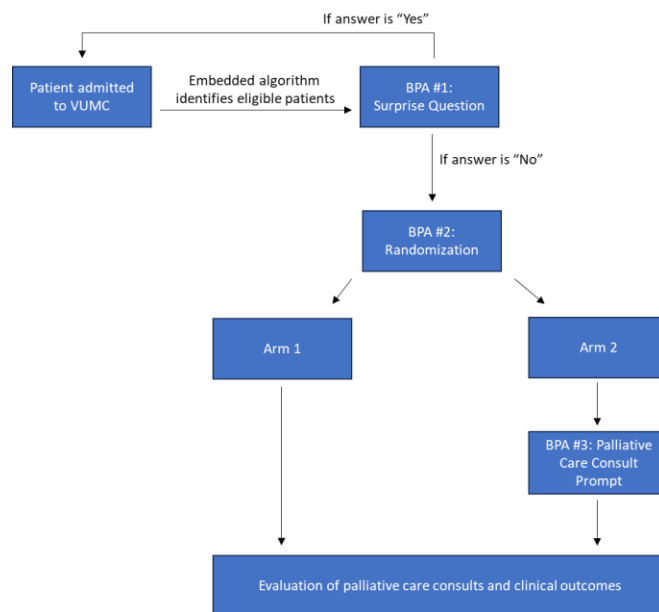 If answer is “Yes”
Patient admitted
to VUMC
Embedded algorithm
identifies eligible patients
BPA #1:
Surprise Question
If answer is “No”
BPA #2:
Randomization
Arm 1
Arm 2
BPA #3: Palliative
Care Consult
Prompt
Evaluation of palliative care consults and clinical outcomes